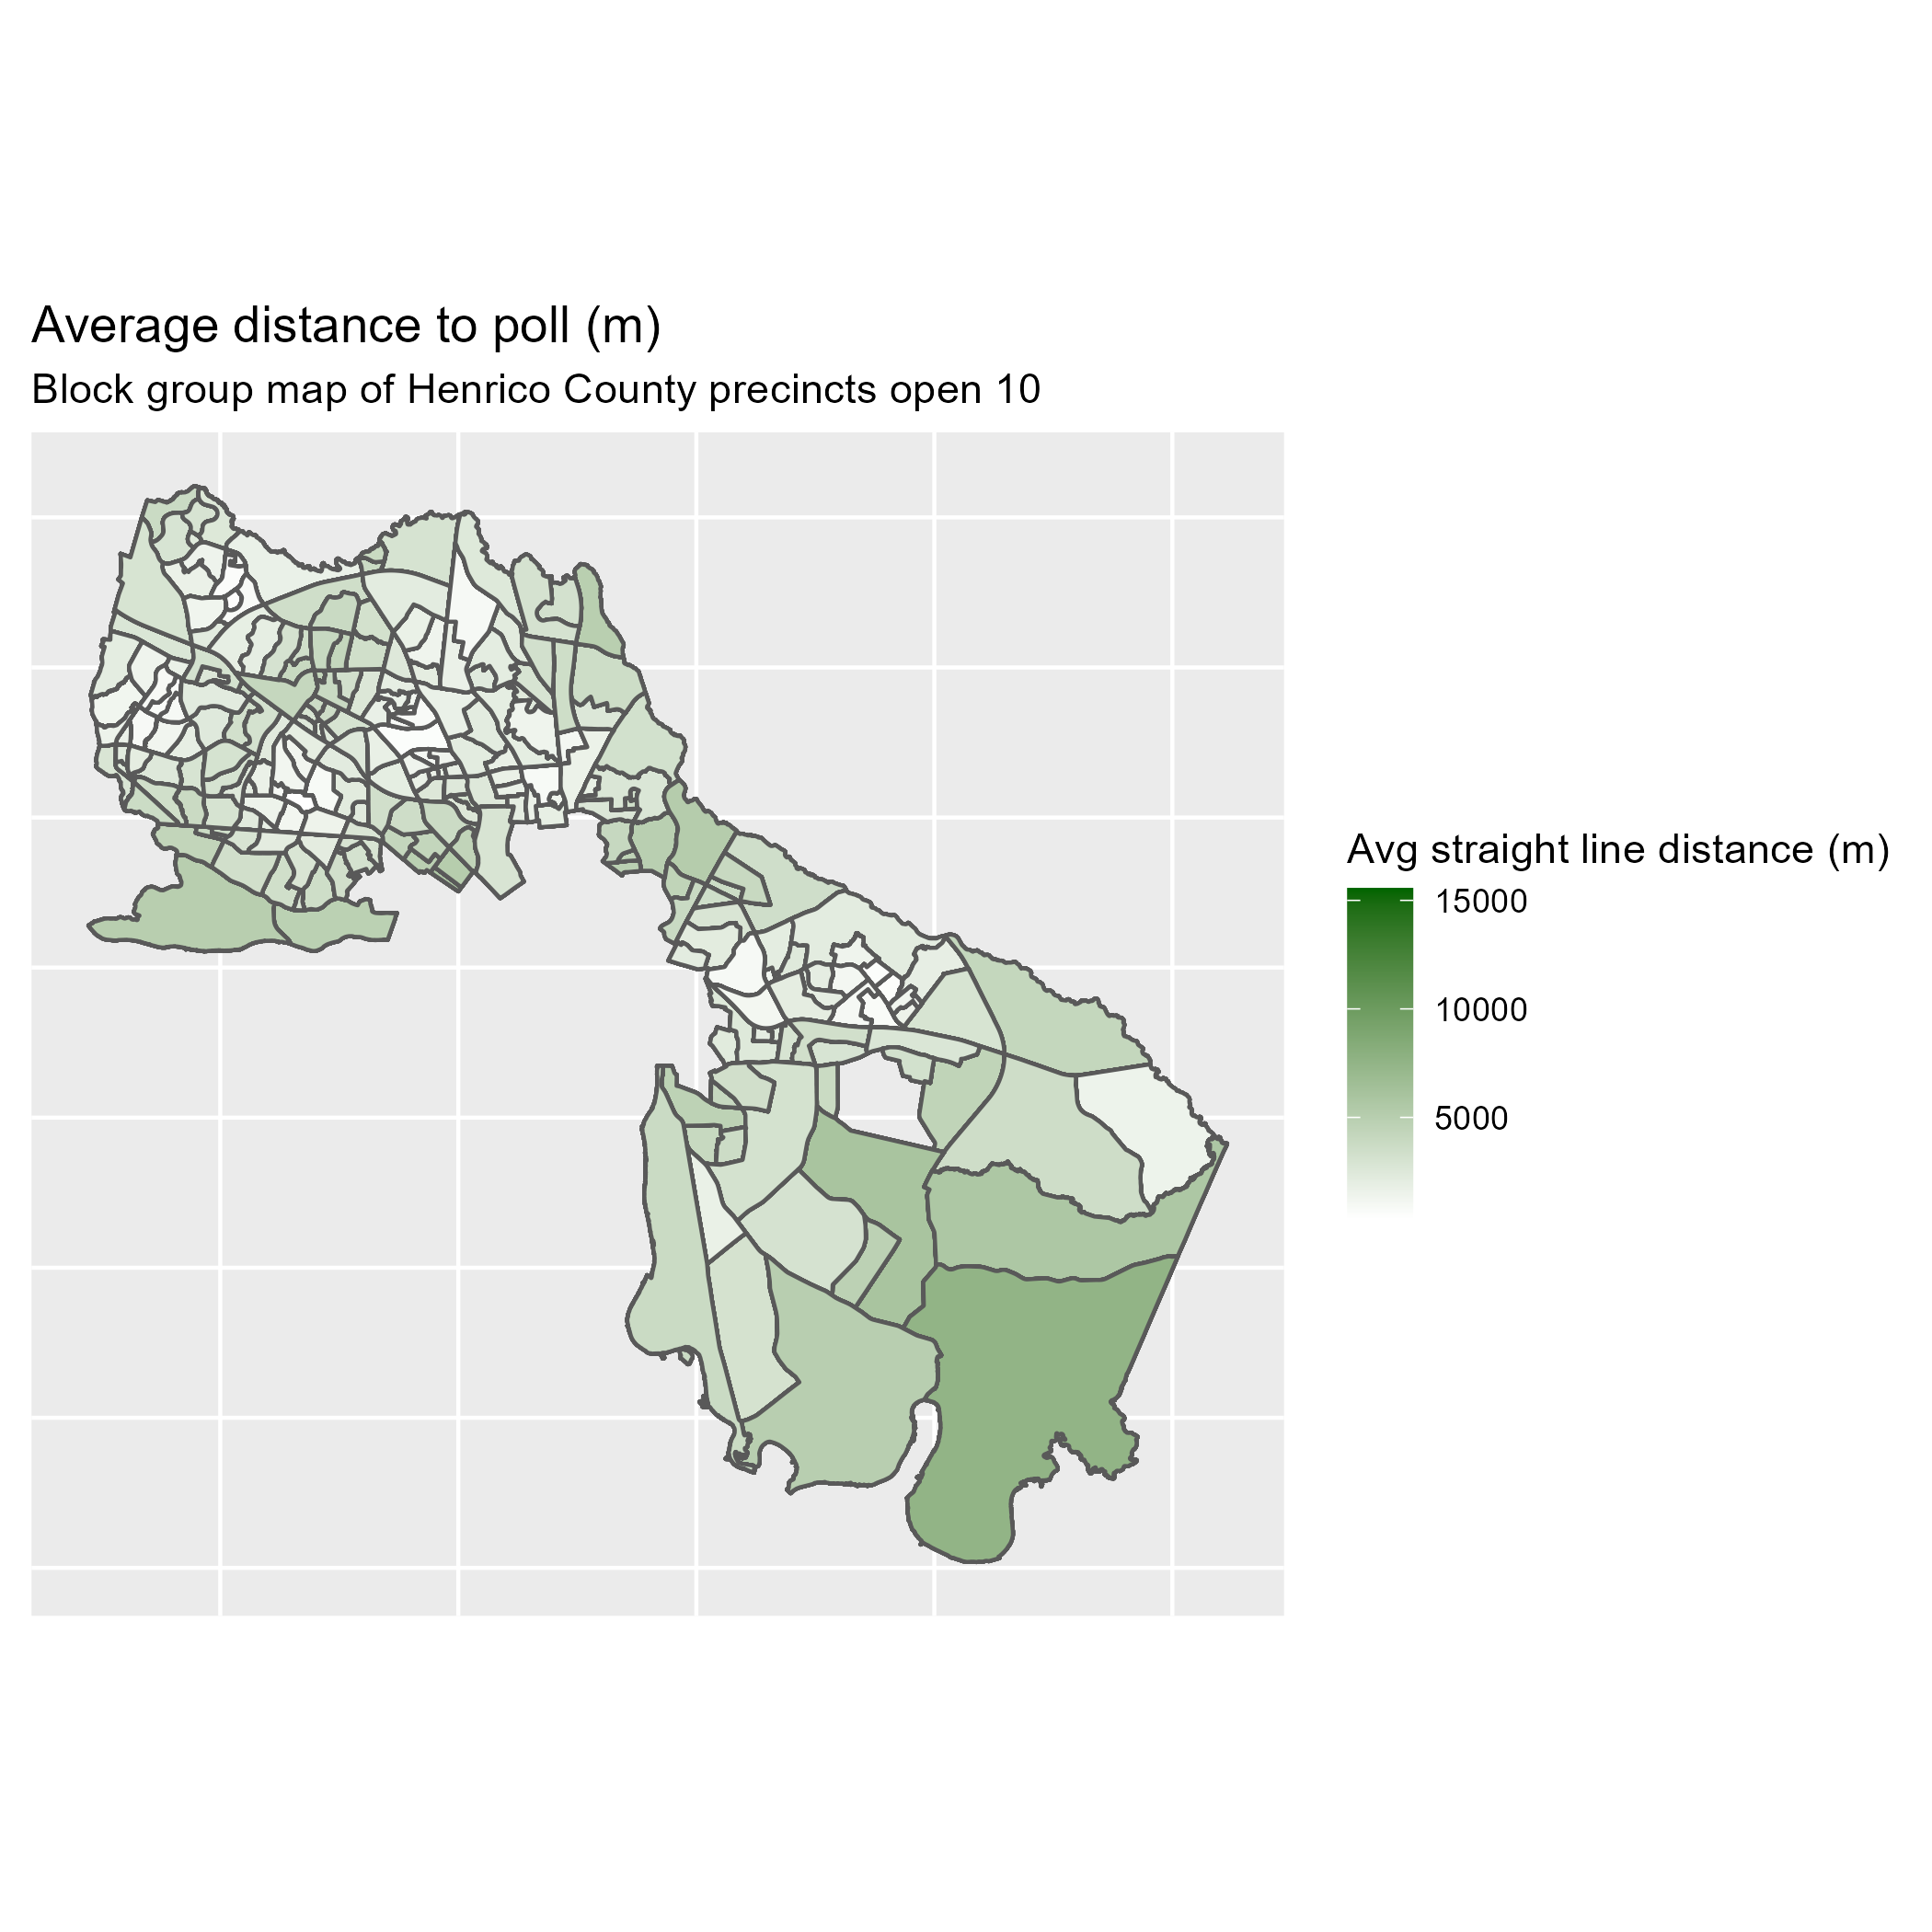 Average distance to poll (m)
Block group map of Henrico County precincts open 10
Avg straight line distance (m)
15000
10000
5000